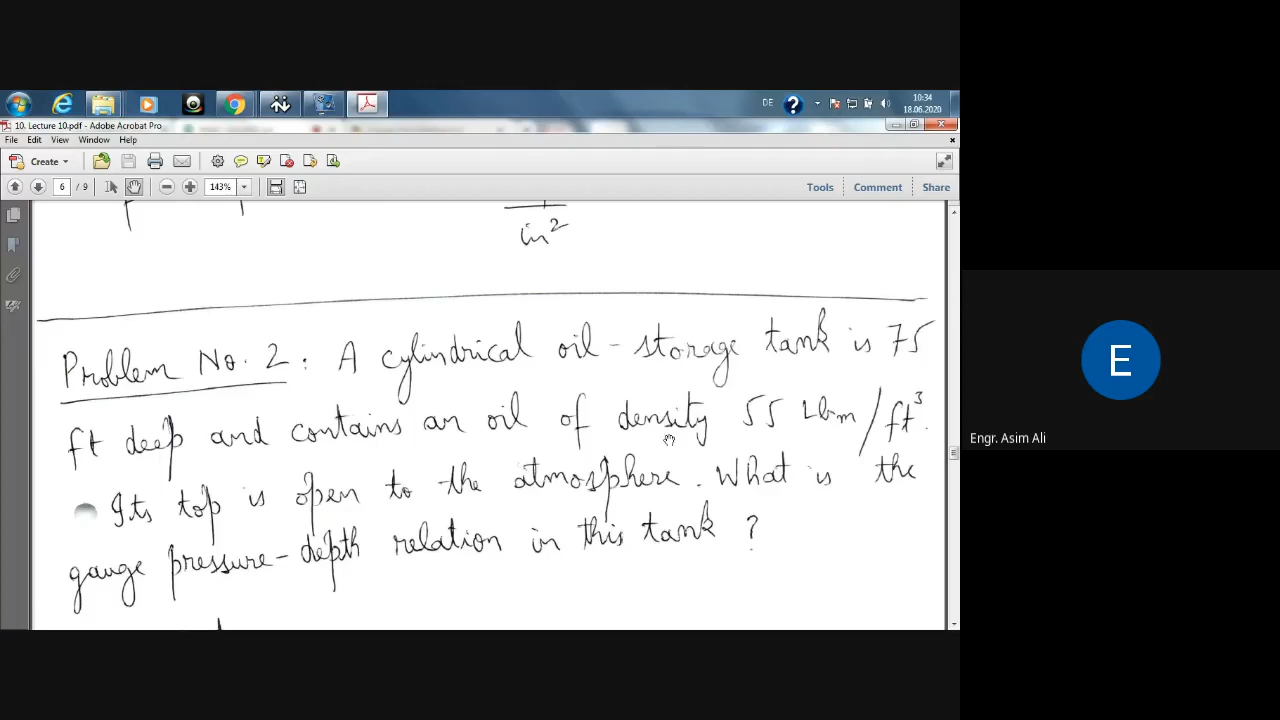 DE
10:34
18.06.2020
10. Lecture 10.pdf - Adobe Acrobat Pro
File Edit View Window Help
Create
6 / 9
143%
Tools Comment Share
in²
Problem No. 2 : A cylindrical oil-storage tank is 75
ft deep and contains an oil of density 55 Lbm/ft³.
Its top is open to the atmosphere. What is the
gauge pressure-depth relation in this tank ?
E
Engr. Asim Ali